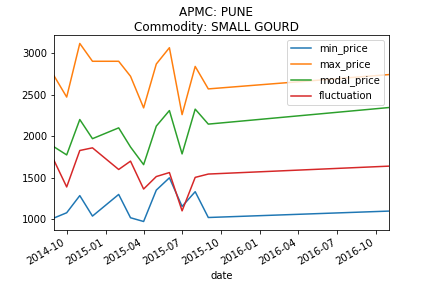 APMC: PUNE
Commodity: SMALL GOURD
min_price
max_price
modal_price
fluctuation
3000
2500
2000
1500
1000
2014-10
2015-01
2015-04
2015-07
2015-10
2016-01
2016-04
2016-07
2016-10
date